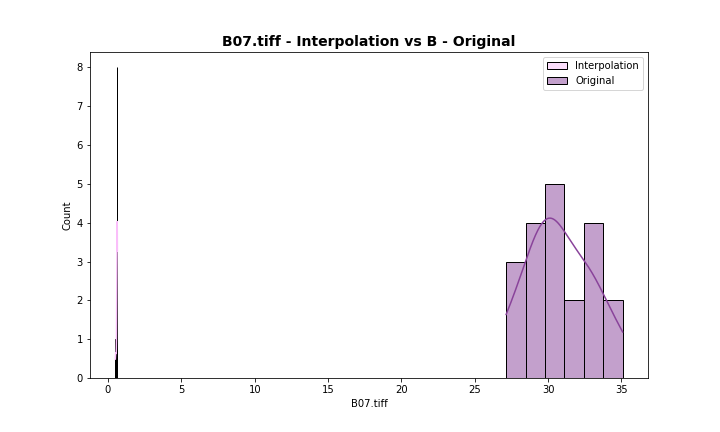 B07.tiff - Interpolation vs B - Original
Interpolation
Original
8
7
6
5
4
3
2
1
0
Count
0 5 10 15 20 25 30 35
B07.tiff